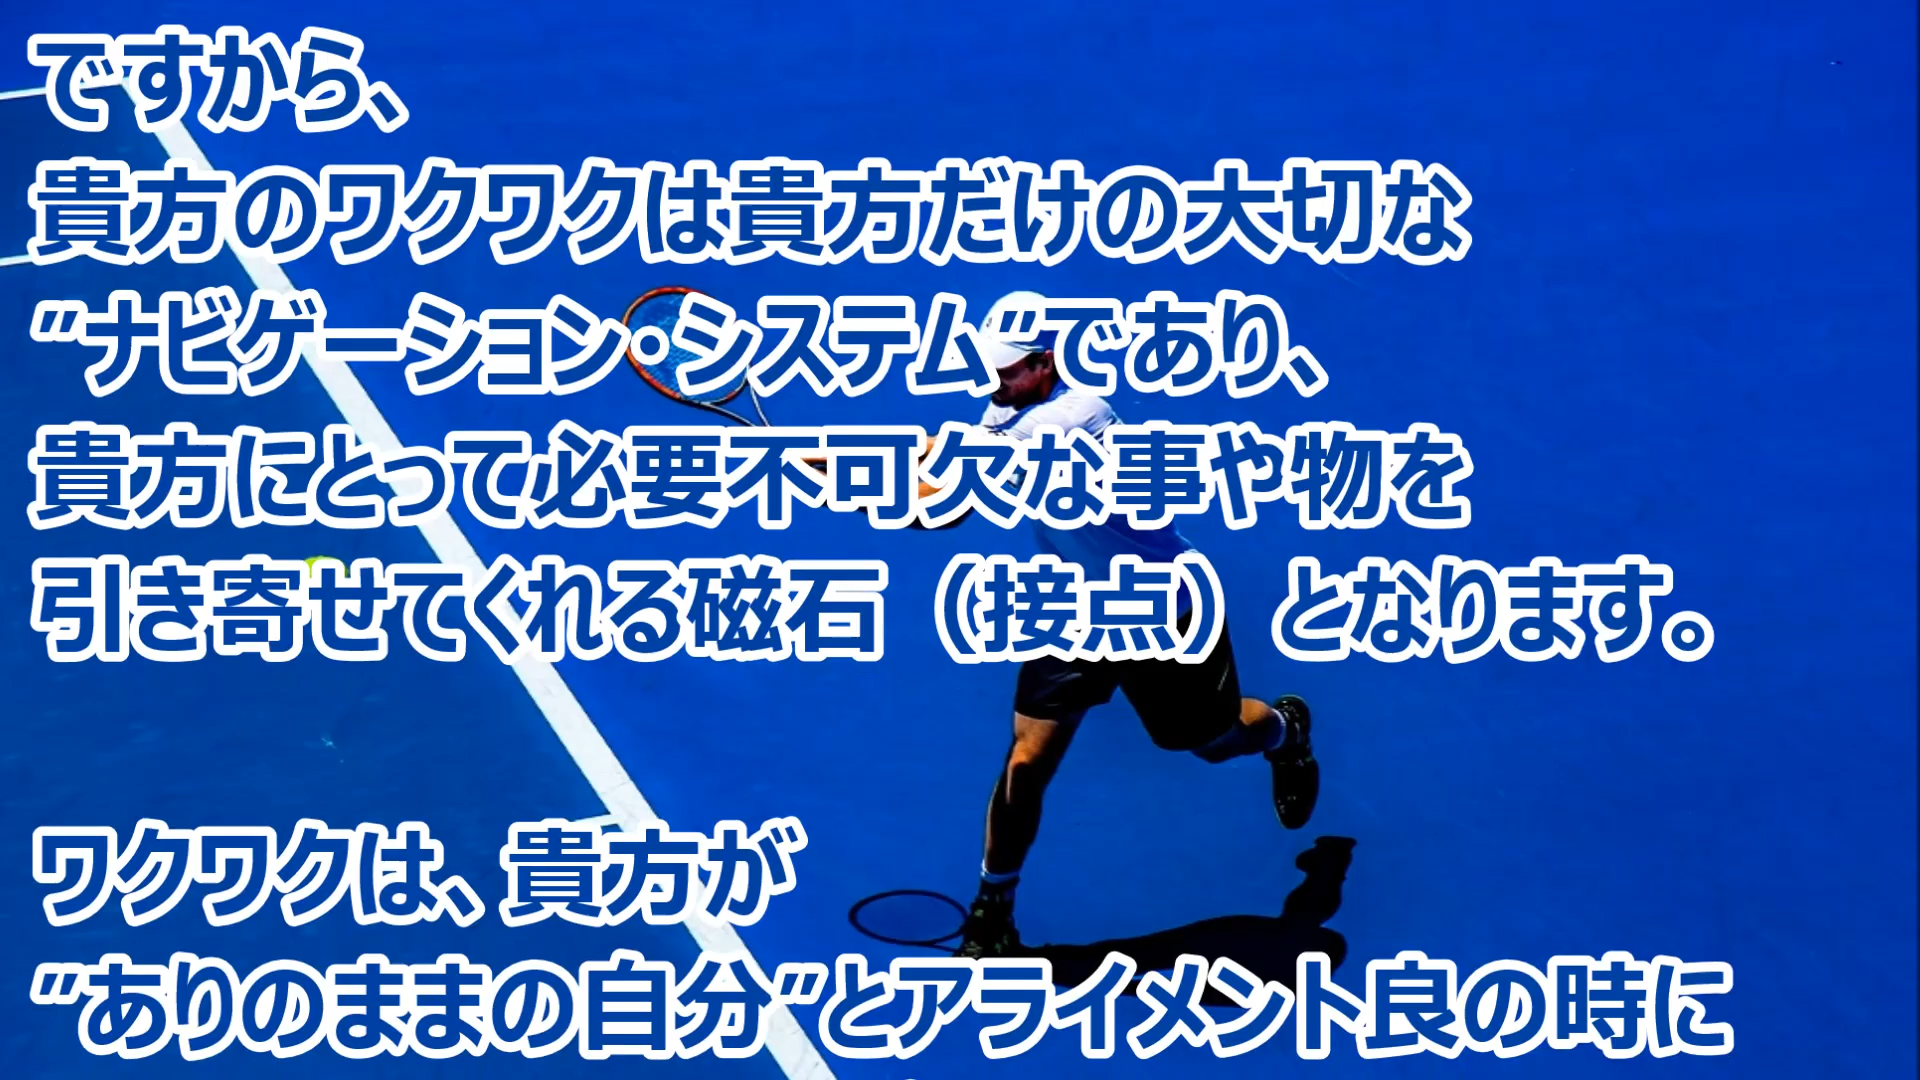 ですから、
貴方のワクワクは貴方だけの大切な
”ナビゲーション・システム”であり、
貴方にとって必要不可欠な事や物を
引き寄せてくれる磁石（接点）となります。
ワクワクは、貴方が
”ありのままの自分”とアライメント良の時に